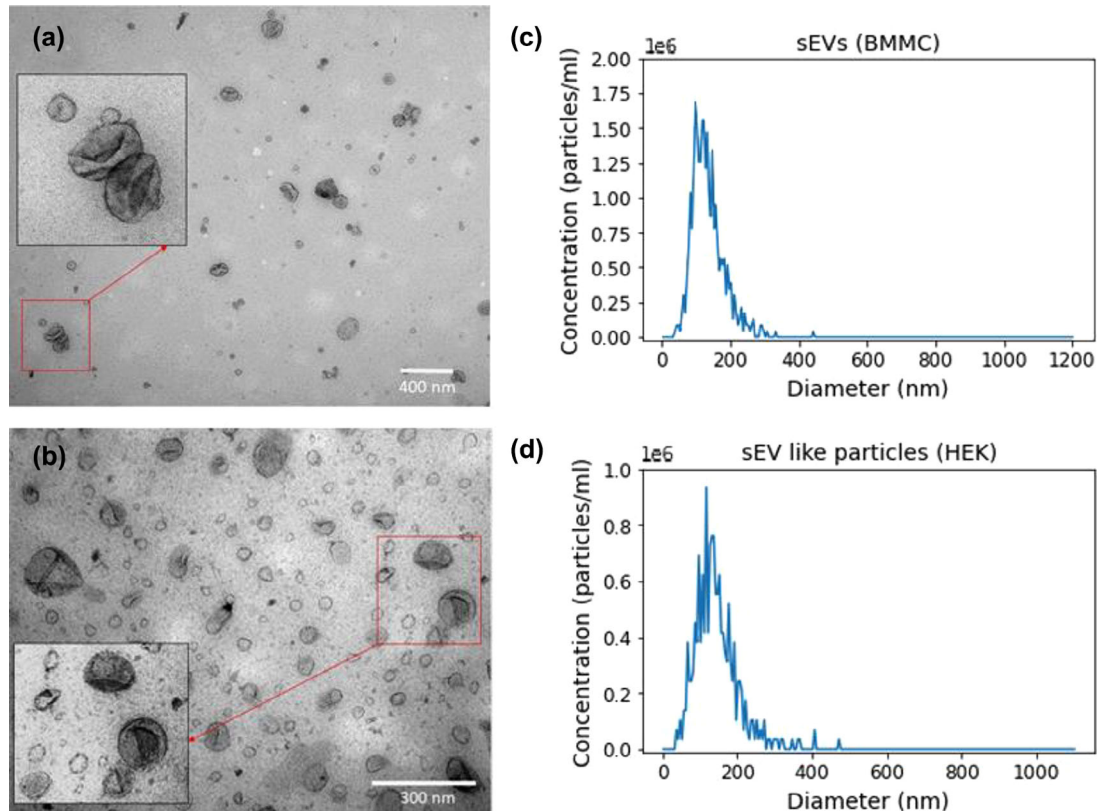 (a)
400 nm
(b)
300 nm
(c)
1e6
sEVs (BMMC)
Concentration (particles/ml)
2.00
1.75
1.50
1.25
1.00
0.75
0.50
0.25
0.00
0 200 400 600 800 1000 1200
Diameter (nm)
(d)
1e6
sEV like particles (HEK)
Concentration (particles/ml)
1.0
0.8
0.6
0.4
0.2
0.0
0 200 400 600 800 1000
Diameter (nm)